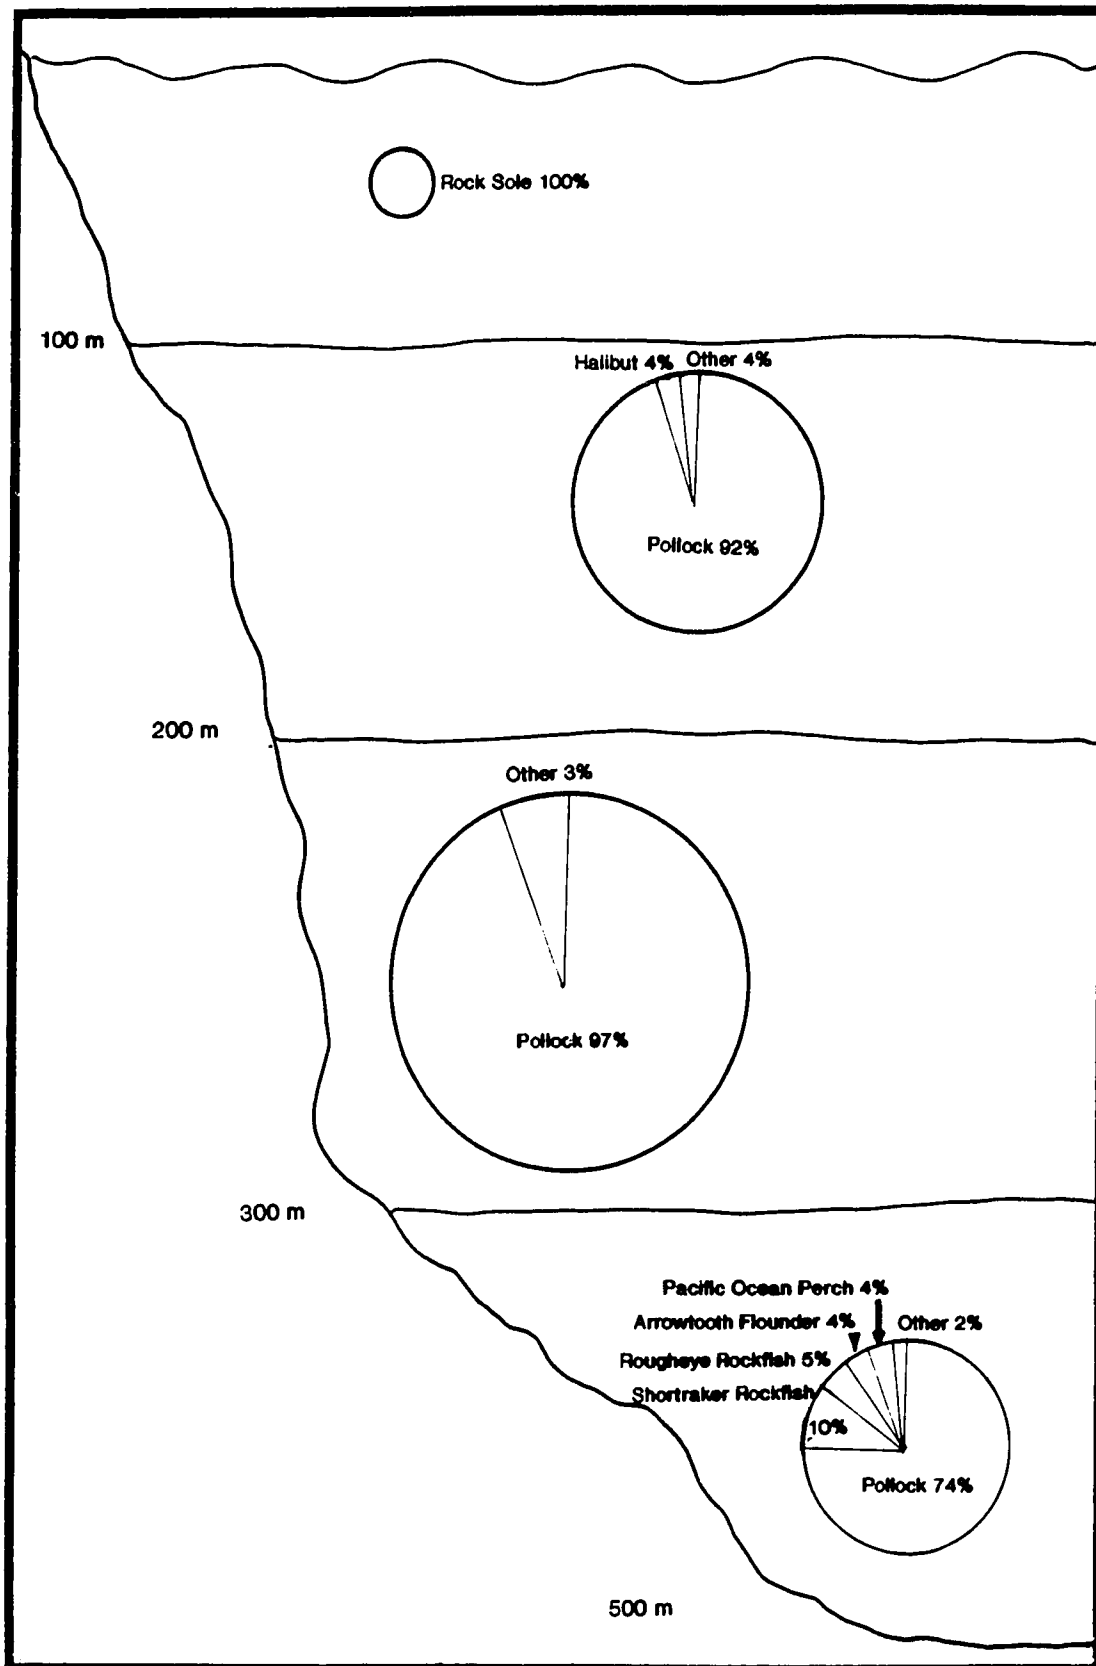 Rock Sole 100%
100 m
Halibut 4% Other 4%
Pollock 92%
200 m
Other 3%
Pollock 97%
300 m
Pacific Ocean Perch 4%
Arrowtooth Flounder 4% Other 2%
Rougheye Rockfish 5%
Shortraker Rockfish
10%
Pollock 74%
500 m